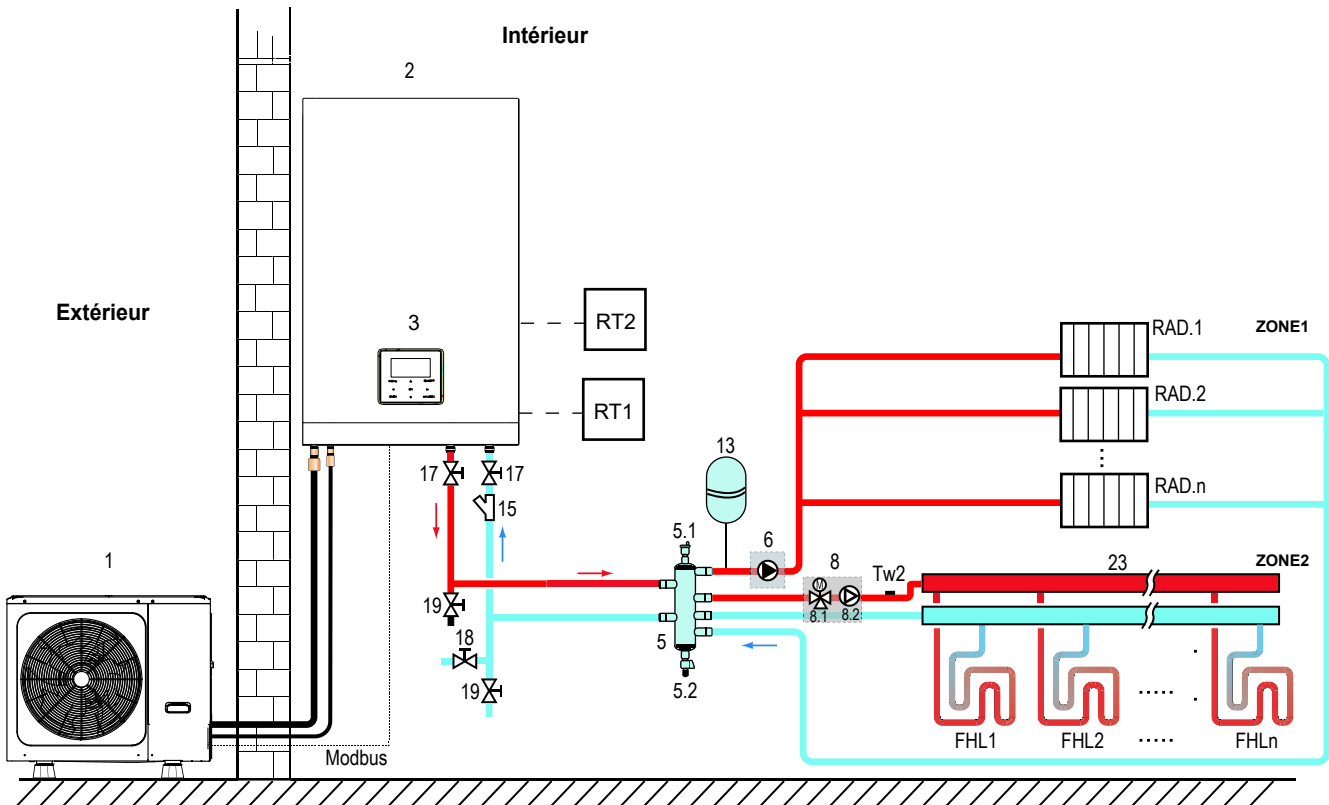 Intérieur
2
Extérieur
3
RT2
RT1
RAD.1
ZONE1
RAD.2
RAD.n
17
17
15
13
5.1
6
8
Tw2
23
ZONE2
M
8.1
8.2
1
19
18
5
19
5.2
FHL1
FHL2
FHLn
Modbus